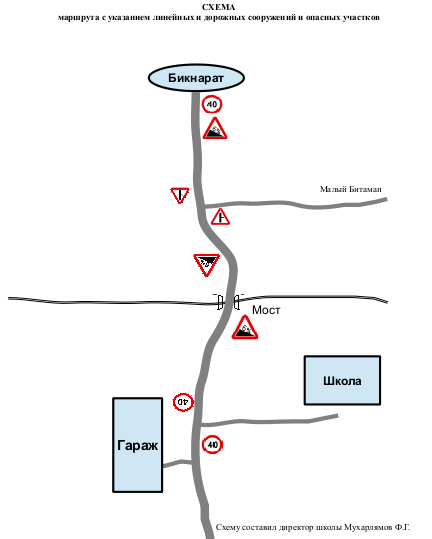 СХЕМА
маршрута с указанием линейных и дорожных сооружений и опасных участков
Бикнарат
40
Малый Битаман
Мост
6%
Школа
40
Гараж
40
Схему составил директор школы Мухарлямов Ф.Г.